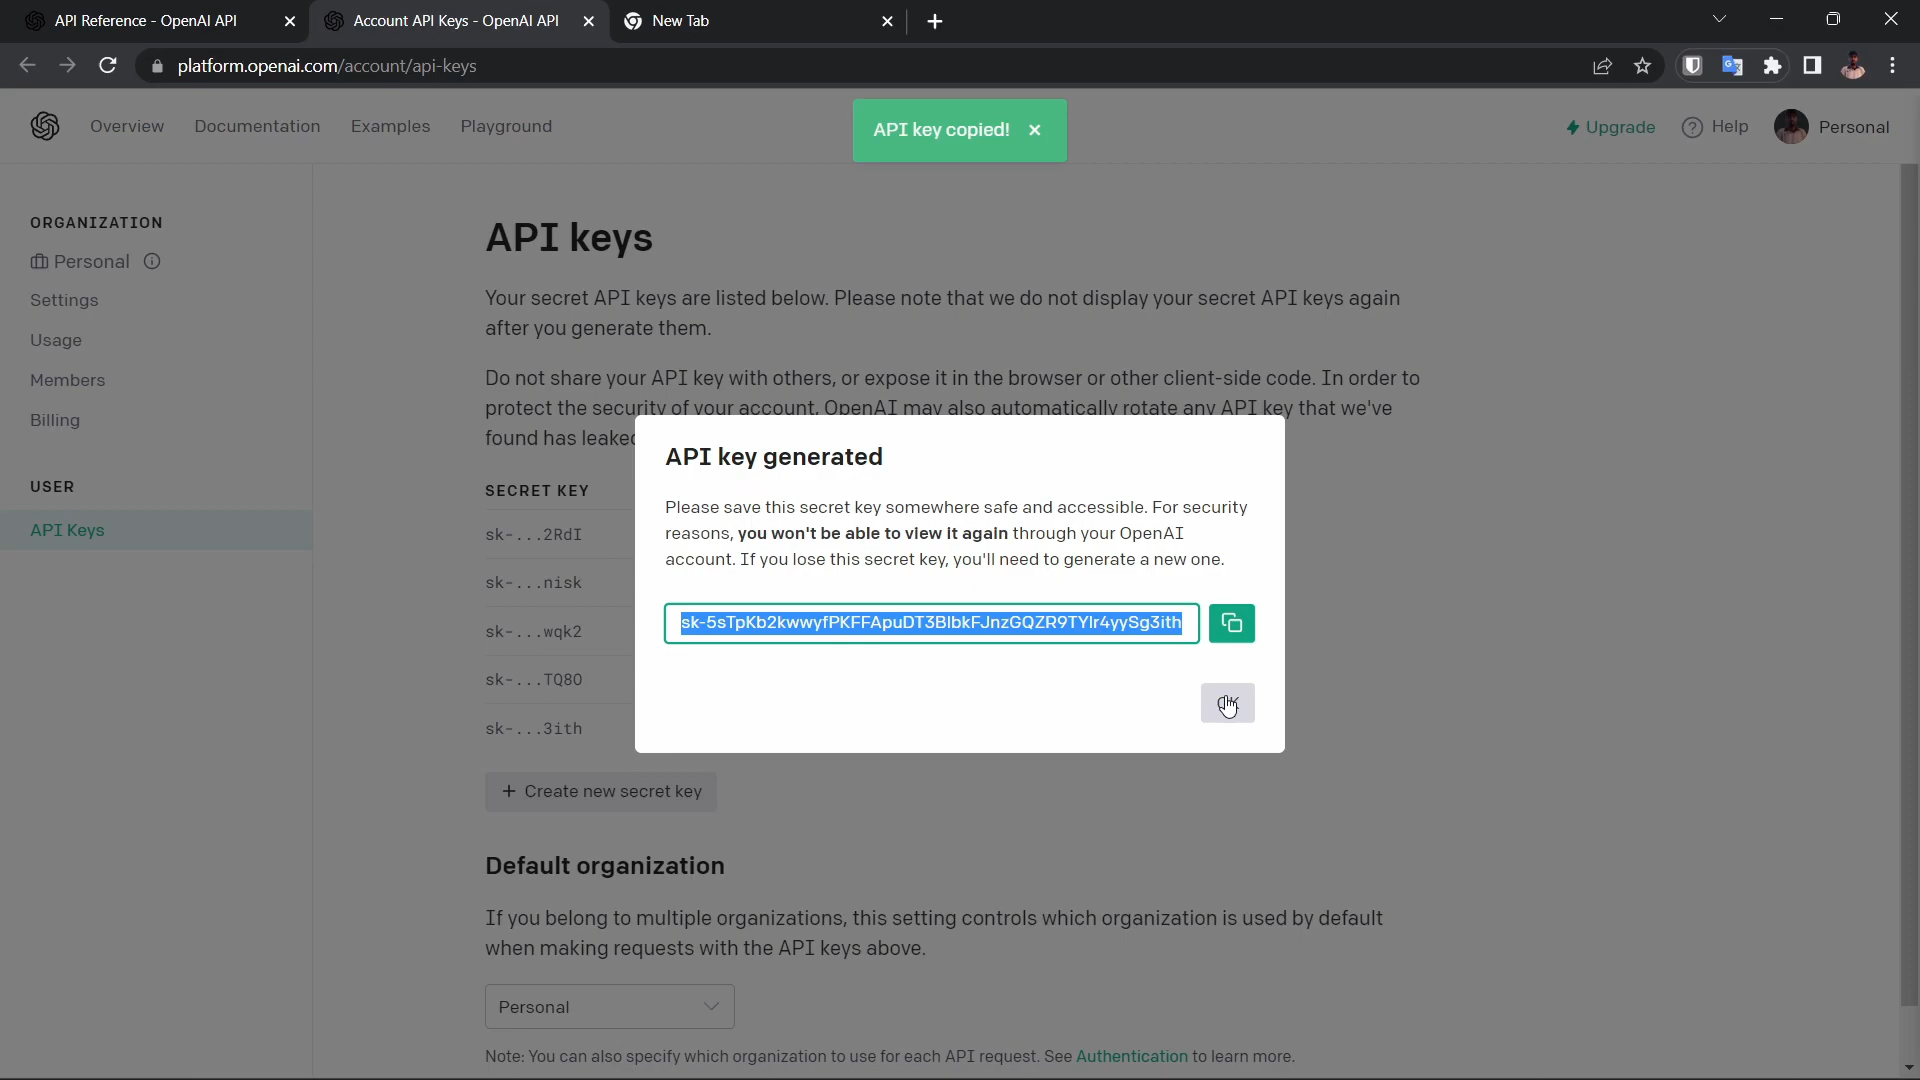 API Reference - OpenAI API
Account API Keys - OpenAI API
New Tab
platform.openai.com/account/api-keys
Overview
Documentation
Examples
Playground
API key copied!
Upgrade
Help
Personal
ORGANIZATION
Personal
Settings
Usage
Members
Billing
USER
API Keys
API keys
Your secret API keys are listed below. Please note that we do not display your secret API keys again
after you generate them.
Do not share your API key with others, or expose it in the browser or other client-side code. In order to
protect the security of your account, OpenAI may also automatically rotate any API key that we've
found has leaked
SECRET KEY
sk-...2RdI
sk-...nisk
sk-...wqk2
sk-...TQ8O
sk-...3ith
API key generated
Please save this secret key somewhere safe and accessible. For security
reasons, you won't be able to view it again through your OpenAI
account. If you lose this secret key, you'll need to generate a new one.
+ Create new secret key
Default organization
If you belong to multiple organizations, this setting controls which organization is used by default
when making requests with the API keys above.
Personal
Note: You can also specify which organization to use for each API request. See Authentication to learn more.